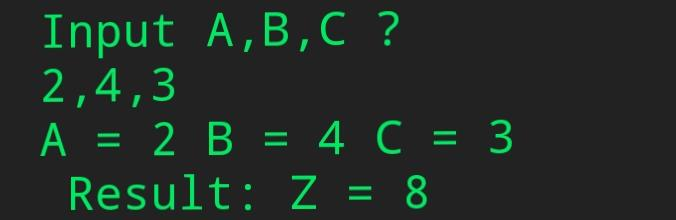 Input A,B,C ?
2,4,3
A = 2 B = 4 C = 3
Result: Z = 8